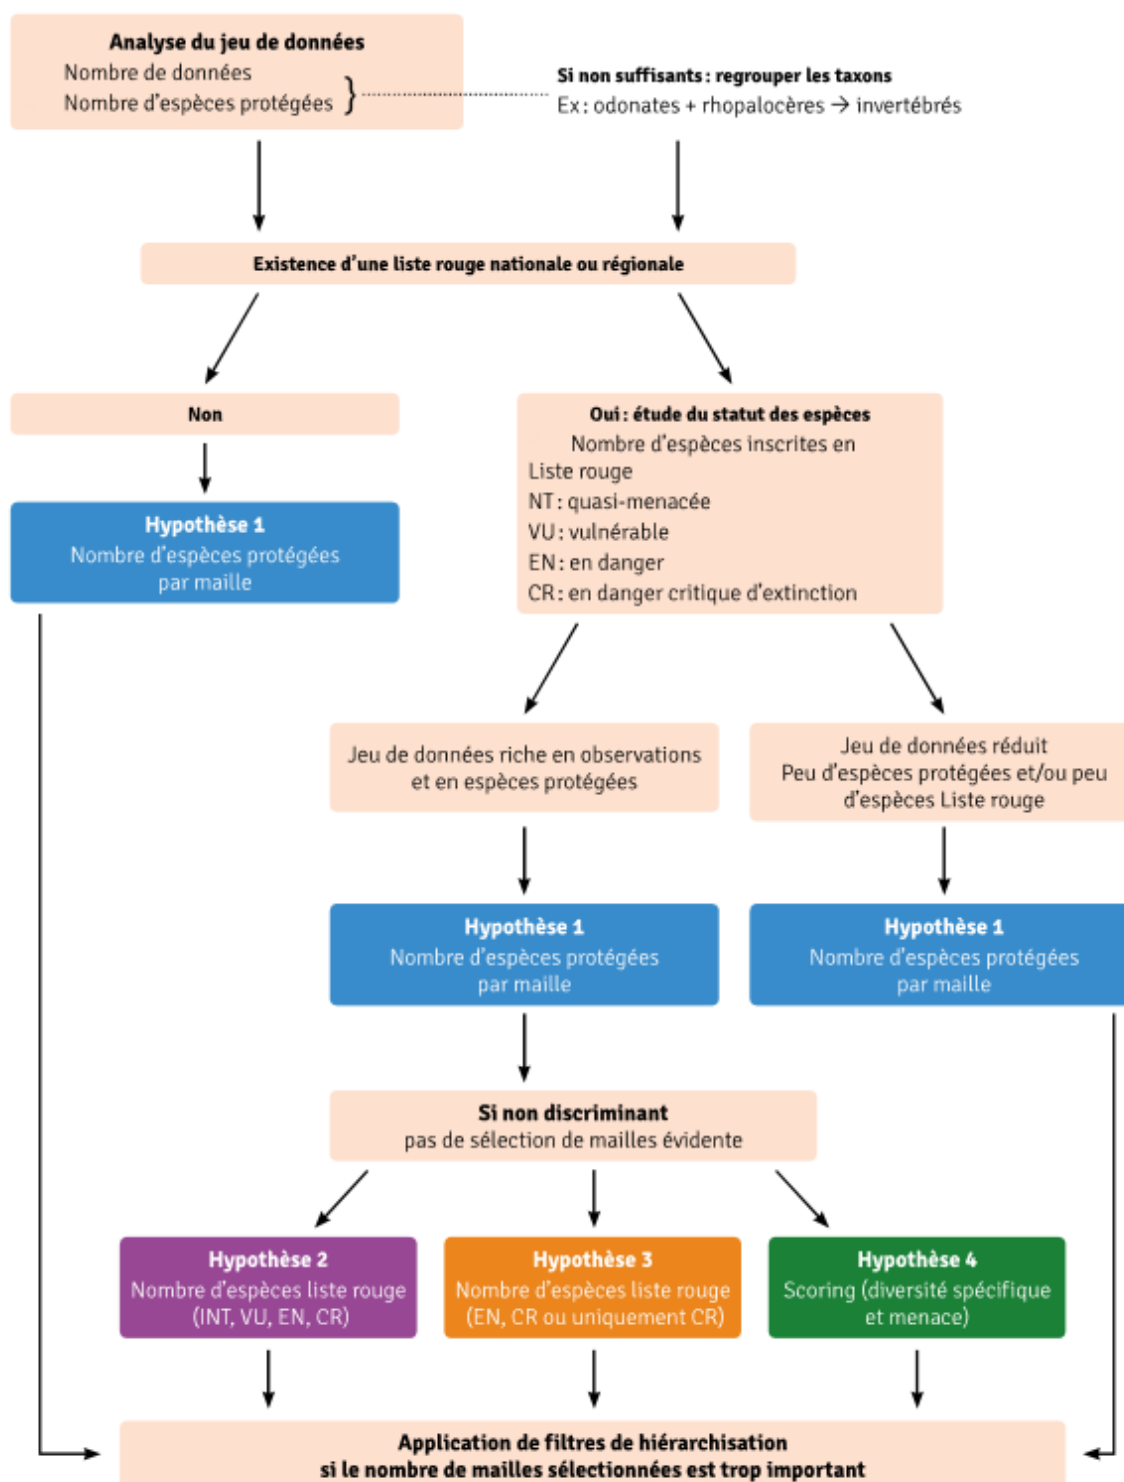 Analyse du jeu de données
Nombre de données
Nombre d'espèces protégées
Si non suffisants : regrouper les taxons
Ex : odonates + rhopalocères → invertébrés
Existence d'une liste rouge nationale ou régionale
Non
Hypothèse 1
Nombre d'espèces protégées
par maille
Oui : étude du statut des espèces
Nombre d'espèces inscrites en
Liste rouge
NT : quasi-menacée
VU : vulnérable
EN : en danger
CR : en danger critique d'extinction
Jeu de données riche en observations
et en espèces protégées
Jeu de données réduit
Peu d'espèces protégées et/ou peu
d'espèces Liste rouge
Hypothèse 1
Nombre d'espèces protégées
par maille
Hypothèse 1
Nombre d'espèces protégées
par maille
Si non discriminant
pas de sélection de mailles évidente
Hypothèse 2
Nombre d'espèces liste rouge
(INT, VU, EN, CR)
Hypothèse 3
Nombre d'espèces liste rouge
(EN, CR ou uniquement CR)
Hypothèse 4
Scoring (diversité spécifique
et menace)
Application de filtres de hiérarchisation
si le nombre de mailles sélectionnées est trop important